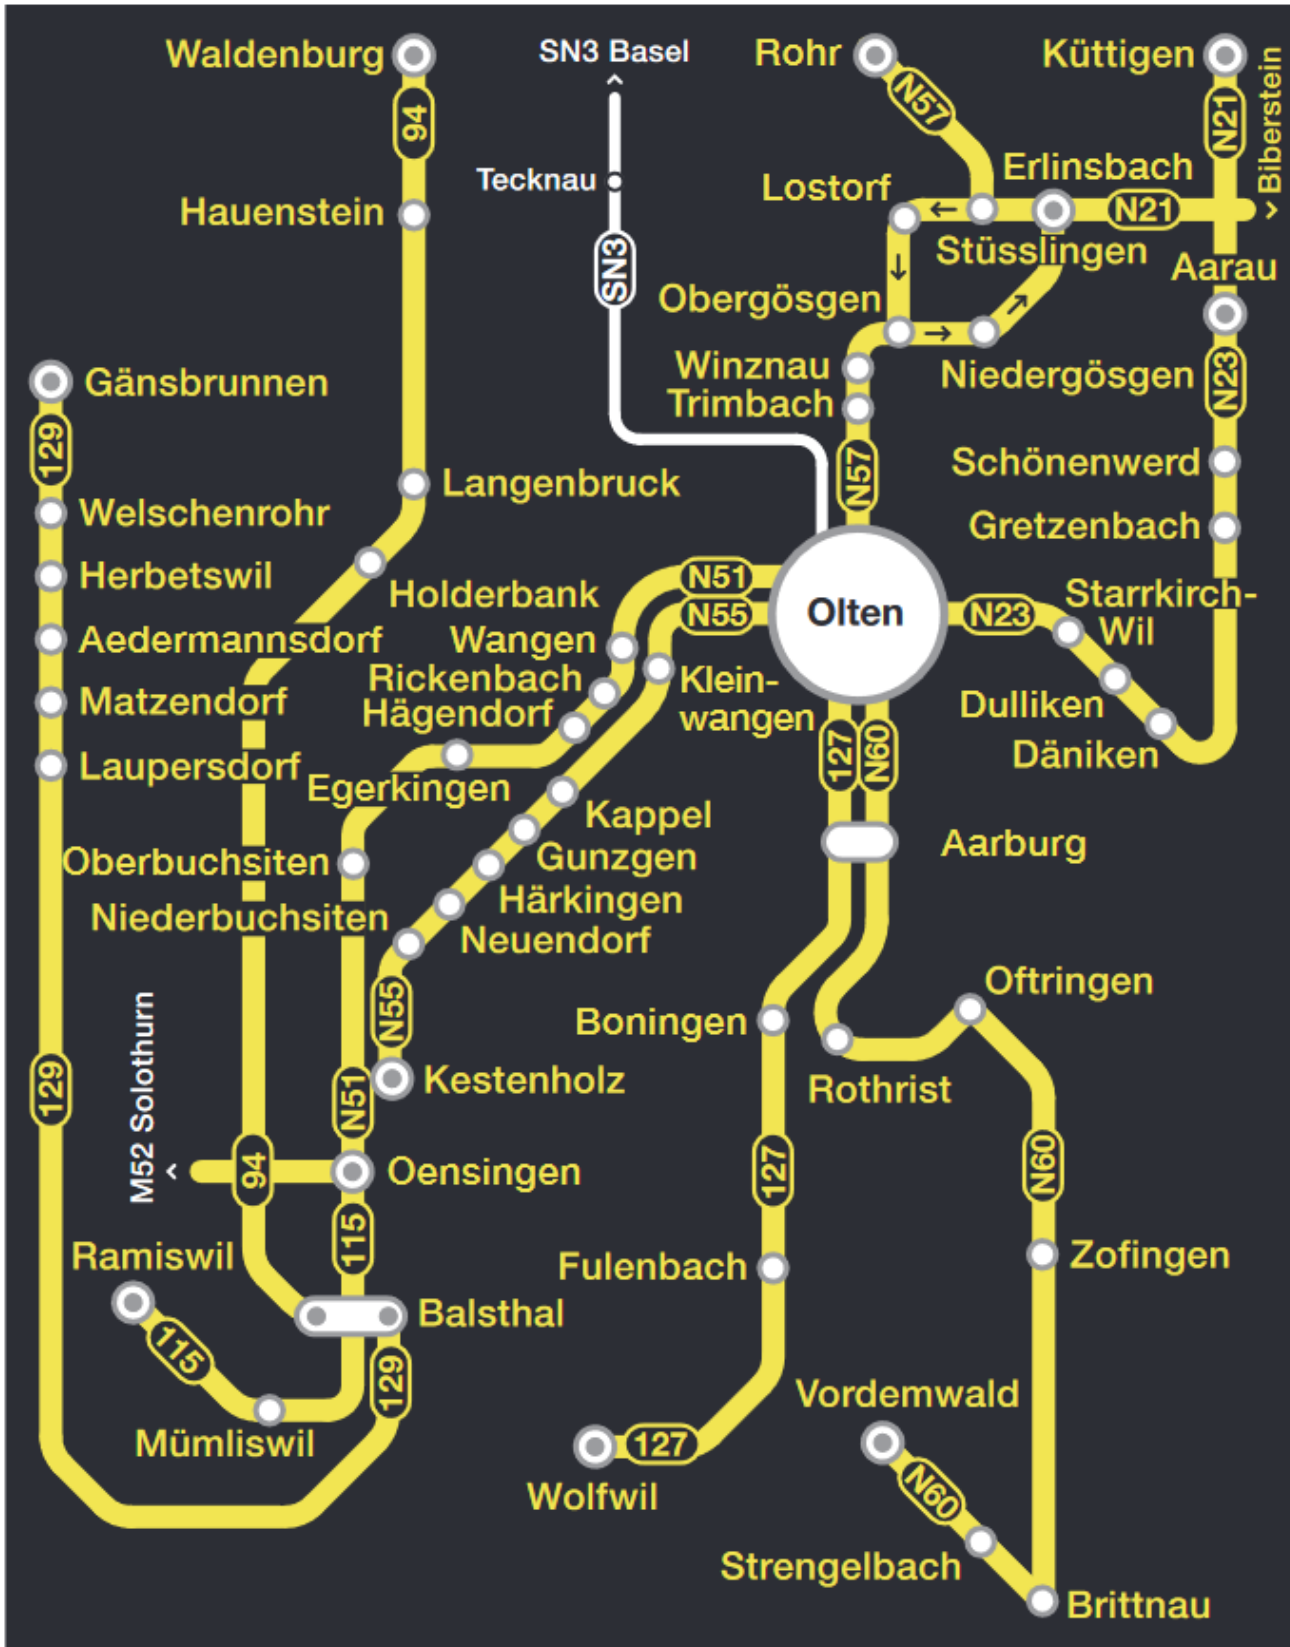 Waldenburg
SN3 Basel
Rohr
Küttigen
94
N57
N21
Biberstein
Tecknau
Erlinsbach
Lostorf
Hauenstein
N21
SN3
Stüsslingen
Aarau
Obergösgen
Winznau
Niedergösgen
Gänsbrunnen
N23
Trimbach
129
Schönenwerd
N57
Langenbruck
Welschenrohr
Gretzenbach
Herbetswil
N51
Holderbank
N55
Olten
N23
Starrkirch-
Wil
Aedermannsdorf
Wangen
Rickenbach
Klein-
wangen
Matzendorf
Hägendorf
Dulliken
Däniken
127
N60
Laupersdorf
Egerkingen
Kappel
Aarburg
Oberbuchsiten
Gunzgen
Härkingen
Niederbuchsiten
Neuendorf
Oftringen
N55
Boningen
M52 Solothurn
129
N51
Kestenholz
Rothrist
94
Oensingen
127
N60
115
Ramiswil
Zofingen
Fulenbach
Balsthal
115
129
Vordemwald
Mümliswil
127
Wolfwil
N60
Strengelbach
Brittnau